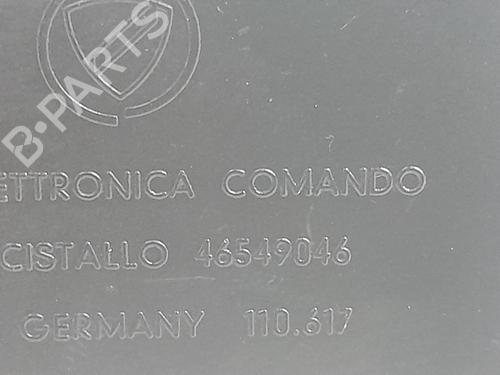 B-PARTS
ETTRONICA COMANDO
CISTALLO 46549046
GERMANY 110.617